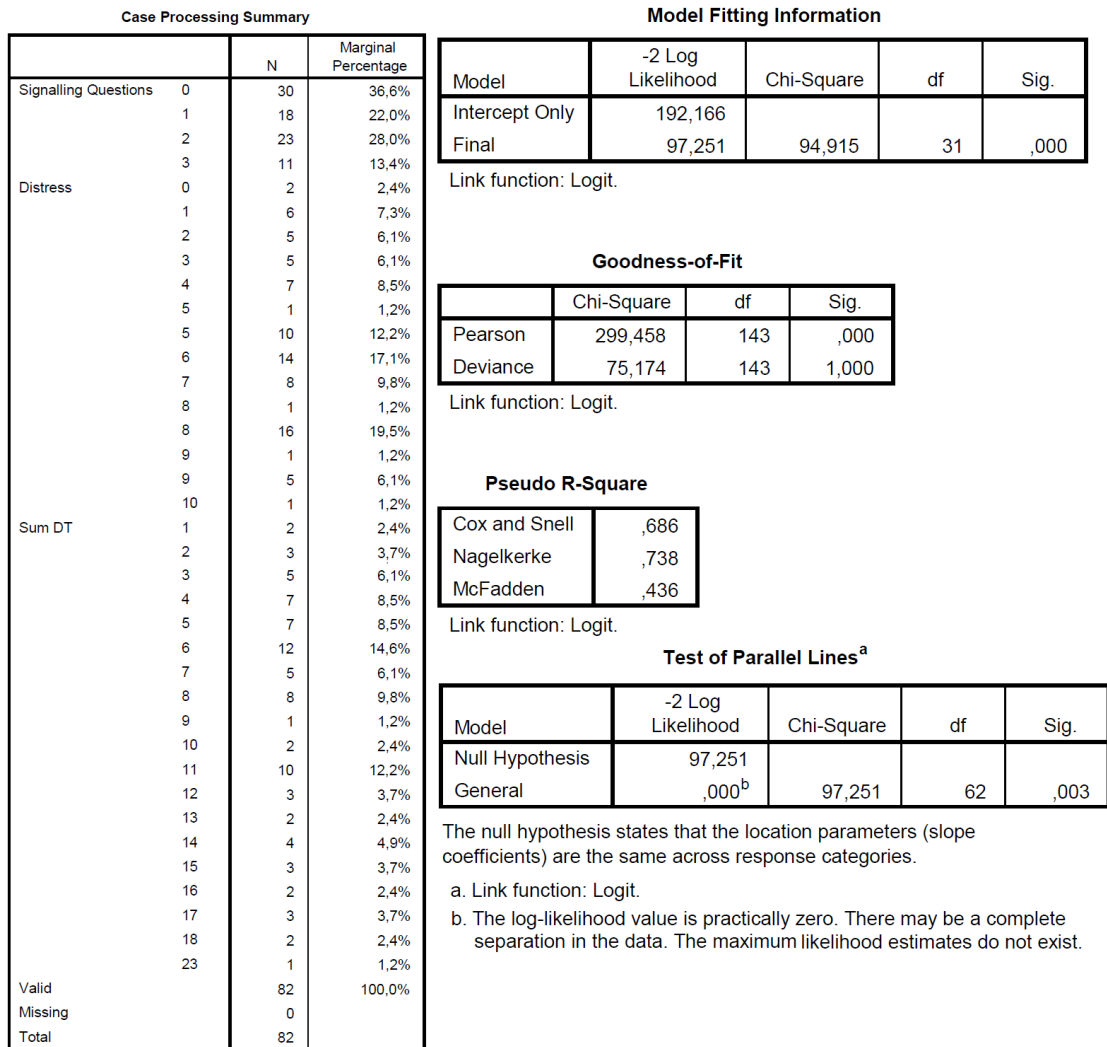 Case Processing Summary
N Marginal Percentage
Signalling Questions 0 30 36,6%
1 18 22,0%
2 23 28,0%
3 11 13,4%
Distress 0 2 2,4%
1 6 7,3%
2 5 6,1%
3 5 6,1%
4 7 8,5%
5 1 1,2%
5 10 12,2%
6 14 17,1%
7 8 9,8%
8 1 1,2%
8 16 19,5%
9 1 1,2%
9 5 6,1%
10 1 1,2%
Sum DT 1 2 2,4%
2 3 3,7%
3 5 6,1%
4 7 8,5%
5 7 8,5%
6 12 14,6%
7 5 6,1%
8 8 9,8%
9 1 1,2%
10 2 2,4%
11 10 12,2%
12 3 3,7%
13 2 2,4%
14 4 4,9%
15 3 3,7%
16 2 2,4%
17 3 3,7%
18 2 2,4%
23 1 1,2%
Valid 82 100,0%
Missing 0
Total 82
Model Fitting Information
Model -2 Log Likelihood Chi-Square df Sig.
Intercept Only 192,166
Final 97,251 94,915 31 ,000
Link function: Logit.
Goodness-of-Fit
Chi-Square df Sig.
Pearson 299,458 143 ,000
Deviance 75,174 143 1,000
Link function: Logit.
Pseudo R-Square
Cox and Snell ,686
Nagelkerke ,738
McFadden ,436
Link function: Logit.
Test of Parallel Lines^a
Model -2 Log Likelihood Chi-Square df Sig.
Null Hypothesis 97,251
General ,000^b 97,251 62 ,003
The null hypothesis states that the location parameters (slope
coefficients) are the same across response categories.
a. Link function: Logit.
b. The log-likelihood value is practically zero. There may be a complete
separation in the data. The maximum likelihood estimates do not exist.